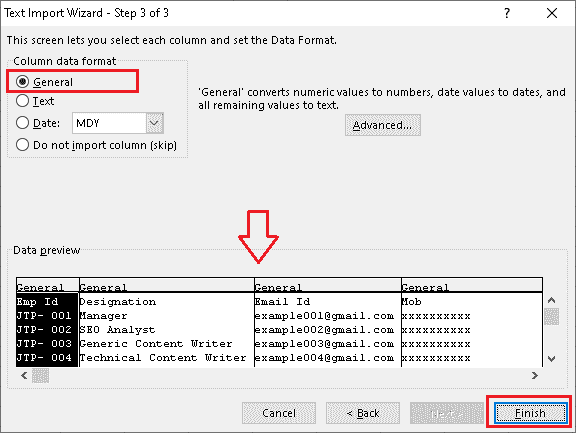 Text Import Wizard - Step 3 of 3
This screen lets you select each column and set the Data Format.
Column data format
General
Text
Date: MDY
Do not import column (skip)
'General' converts numeric values to numbers, date values to dates, and
all remaining values to text.
Advanced...
Data preview
General General General General
Emp Id Designation Email Id Mob
JTP- 001 Manager example001@gmail.com xxxxxxxxxx
JTP- 002 SEO Analyst example002@gmail.com xxxxxxxxxx
JTP- 003 Generic Content Writer example003@gmail.com xxxxxxxxxx
JTP- 004 Technical Content Writer example004@gmail.com xxxxxxxxxx
Cancel < Back Next > Finish